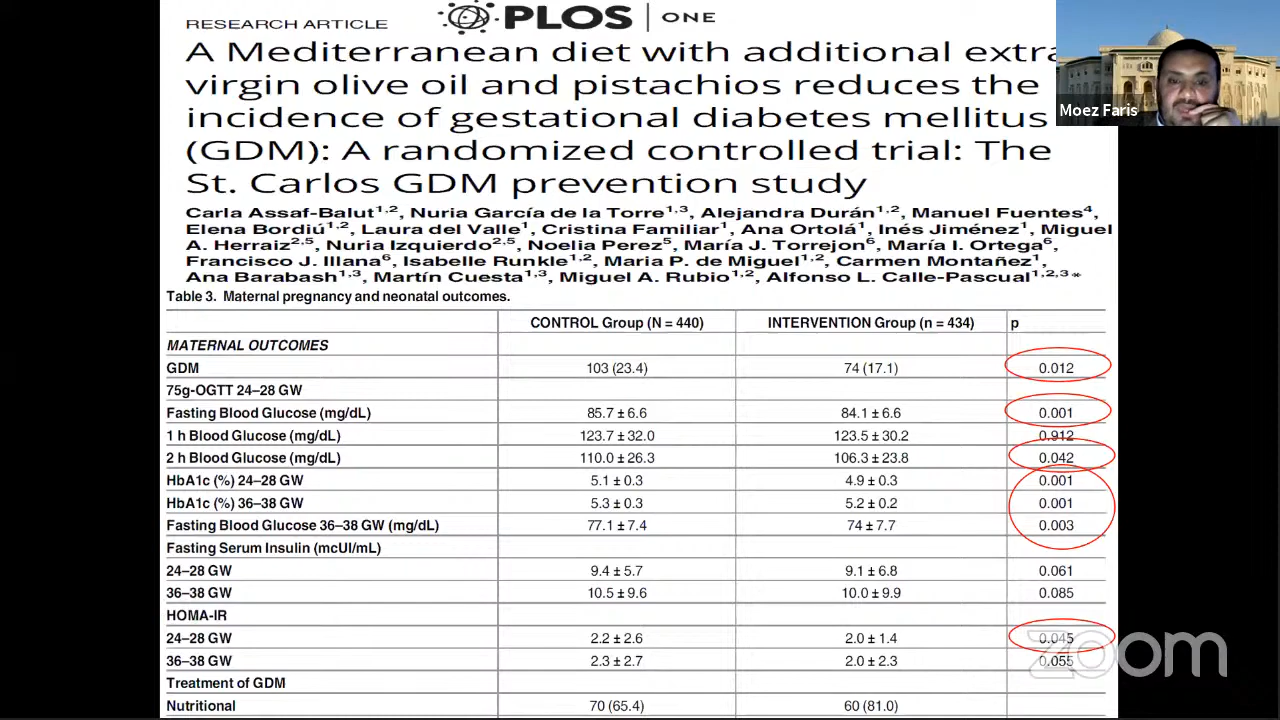 RESEARCH ARTICLE
PLOS ONE
A Mediterranean diet with additional extra
virgin olive oil and pistachios reduces the
incidence of gestational diabetes mellitus
(GDM): A randomized controlled trial: The
St. Carlos GDM prevention study
Moez Faris
Carla Assaf-Balut1,2, Nuria García de la Torre1,3, Alejandra Durán1,2, Manuel Fuentes4,
Elena Bordiú1,2, Laura del Valle1, Cristina Familiar1, Ana Ortolá1, Inés Jiménez1, Miguel
A. Herraiz2,5, Nuria Izquierdo2,5, Noelia Perez5, María J. Torrejon6, María I. Ortega6,
Francisco J. Illana6, Isabelle Runkle1,2, Maria P. de Miguel1,2, Carmen Montañez1,
Ana Barabash1,3, Martín Cuesta1,3, Miguel A. Rubio1,2, Alfonso L. Calle-Pascual1,2,3*
Table 3. Maternal pregnancy and neonatal outcomes.
CONTROL Group (N = 440) INTERVENTION Group (n = 434) p
MATERNAL OUTCOMES
GDM 103 (23.4) 74 (17.1) 0.012
75g-OGTT 24–28 GW
Fasting Blood Glucose (mg/dL) 85.7 ± 6.6 84.1 ± 6.6 0.001
1 h Blood Glucose (mg/dL) 123.7 ± 32.0 123.5 ± 30.2 0.912
2 h Blood Glucose (mg/dL) 110.0 ± 26.3 106.3 ± 23.8 0.042
HbA1c (%) 24–28 GW 5.1 ± 0.3 4.9 ± 0.3 0.001
HbA1c (%) 36–38 GW 5.3 ± 0.3 5.2 ± 0.2 0.001
Fasting Blood Glucose 36–38 GW (mg/dL) 77.1 ± 7.4 74 ± 7.7 0.003
Fasting Serum Insulin (mcUI/mL)
24–28 GW 9.4 ± 5.7 9.1 ± 6.8 0.061
36–38 GW 10.5 ± 9.6 10.0 ± 9.9 0.085
HOMA-IR
24–28 GW 2.2 ± 2.6 2.0 ± 1.4 0.045
36–38 GW 2.3 ± 2.7 2.0 ± 2.3 0.055
zoom
Treatment of GDM
Nutritional 70 (65.4) 60 (81.0)